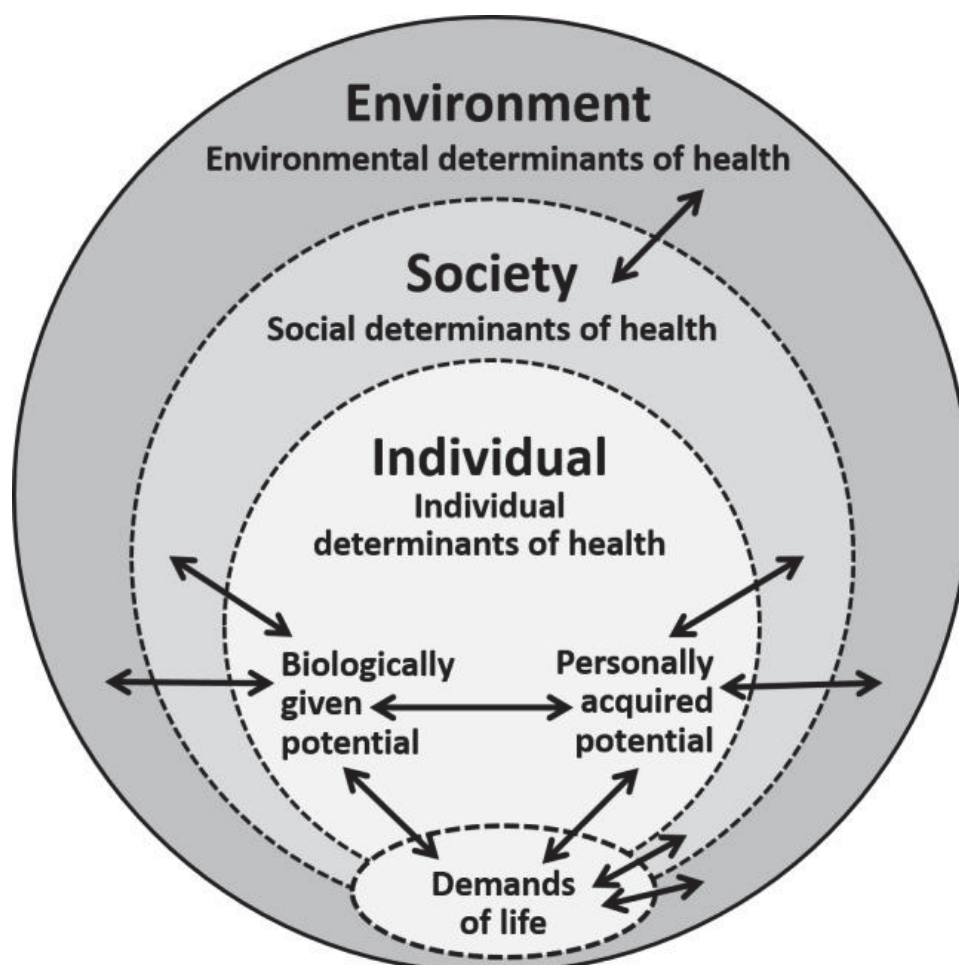 Environment
Environmental determinants of health
Society
Social determinants of health
Individual
Individual
determinants of health
Biologically
given
potential
Personally
acquired
potential
Demands
of life